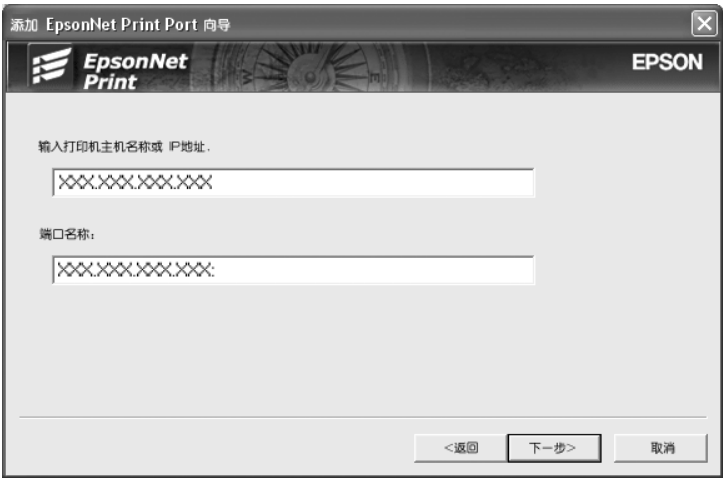 添加 EpsonNet Print Port 向导
EpsonNet
Print
EPSON
输入打印机主机名称或 IP地址.
XXX.XXX.XXX.XXX
端口名称:
XXX.XXX.XXX.XXX:
<返回
下一步>
取消